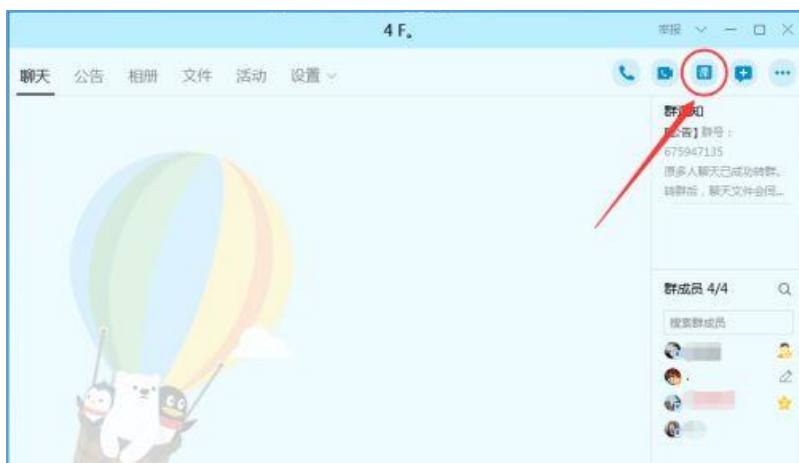 4 F。
举报
聊天 公告 相册 文件 活动 设置
群通知
【公告】群号：
675947135
原多人聊天已成功转群。
转群后，聊天文件会同...
群成员 4/4
搜索群成员